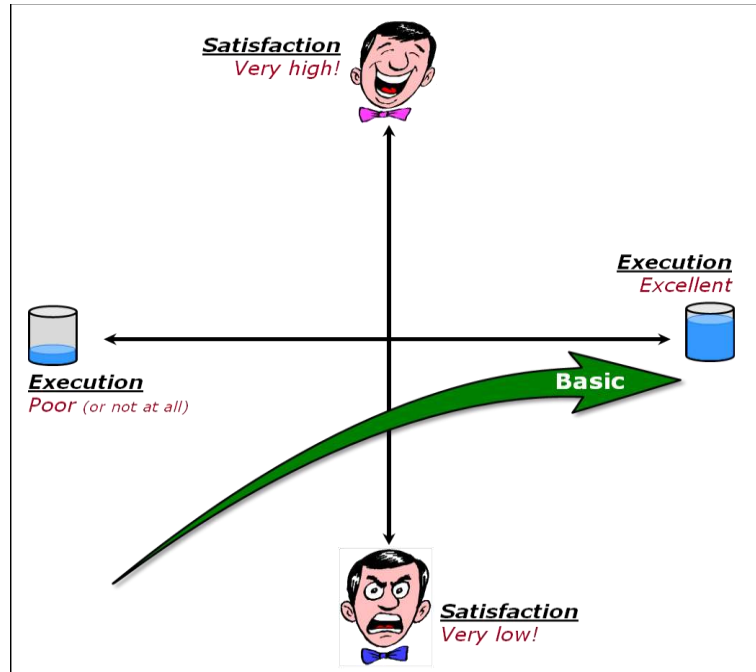 Satisfaction
Very high!
Execution
Excellent
Execution
Poor (or not at all)
Basic
Satisfaction
Very low!